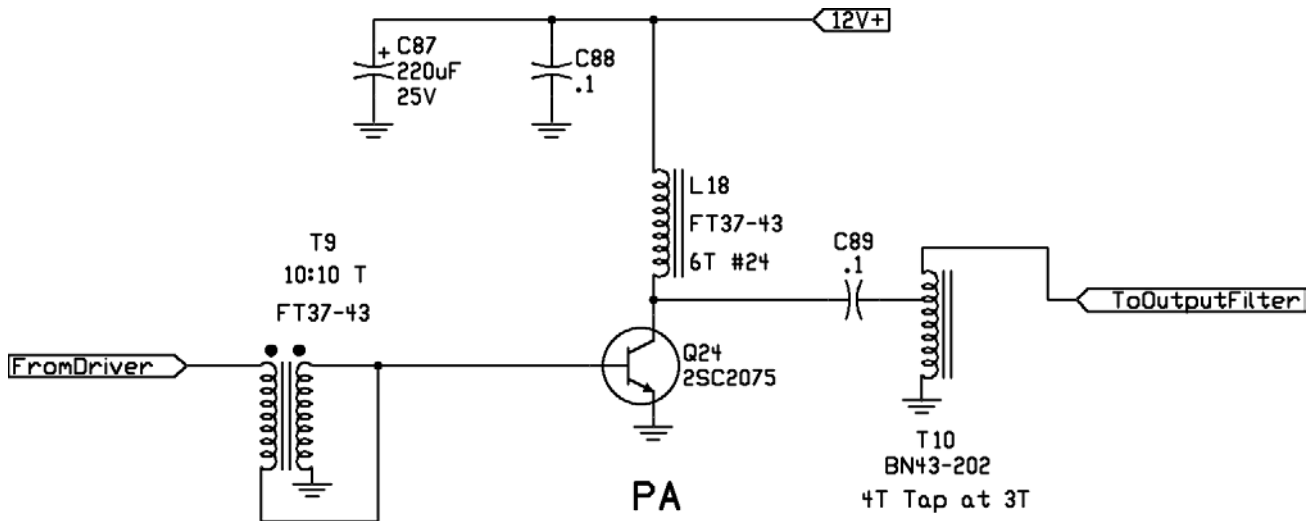 12V+
+ C87
220uF
25V
C88
.1
L18
FT37-43
6T #24
T9
10:10 T
FT37-43
C89
.1
FromDriver
ToOutputFilter
Q24
2SC2075
T10
BN43-202
4T Tap at 3T
PA